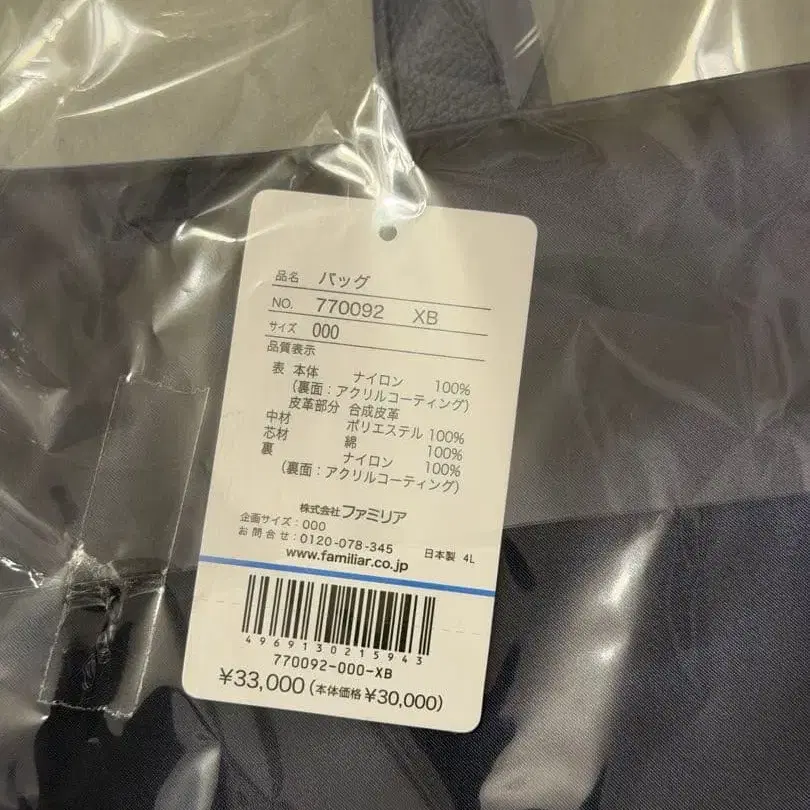 品名 バッグ
NO. 770092 XB
サイズ 000
品質表示
表 本体 ナイロン 100%
(裏面：アクリルコーティング)
皮革部分 合成皮革
中材 ポリエステル 100%
芯材 綿 100%
裏 ナイロン 100%
(裏面：アクリルコーティング)
株式会社ファミリア
企画サイズ：000
お問合せ：0120-078-345 日本製 4L
www.familiar.co.jp
4969130215943
770092-000-XB
¥33,000(本体価格¥30,000)